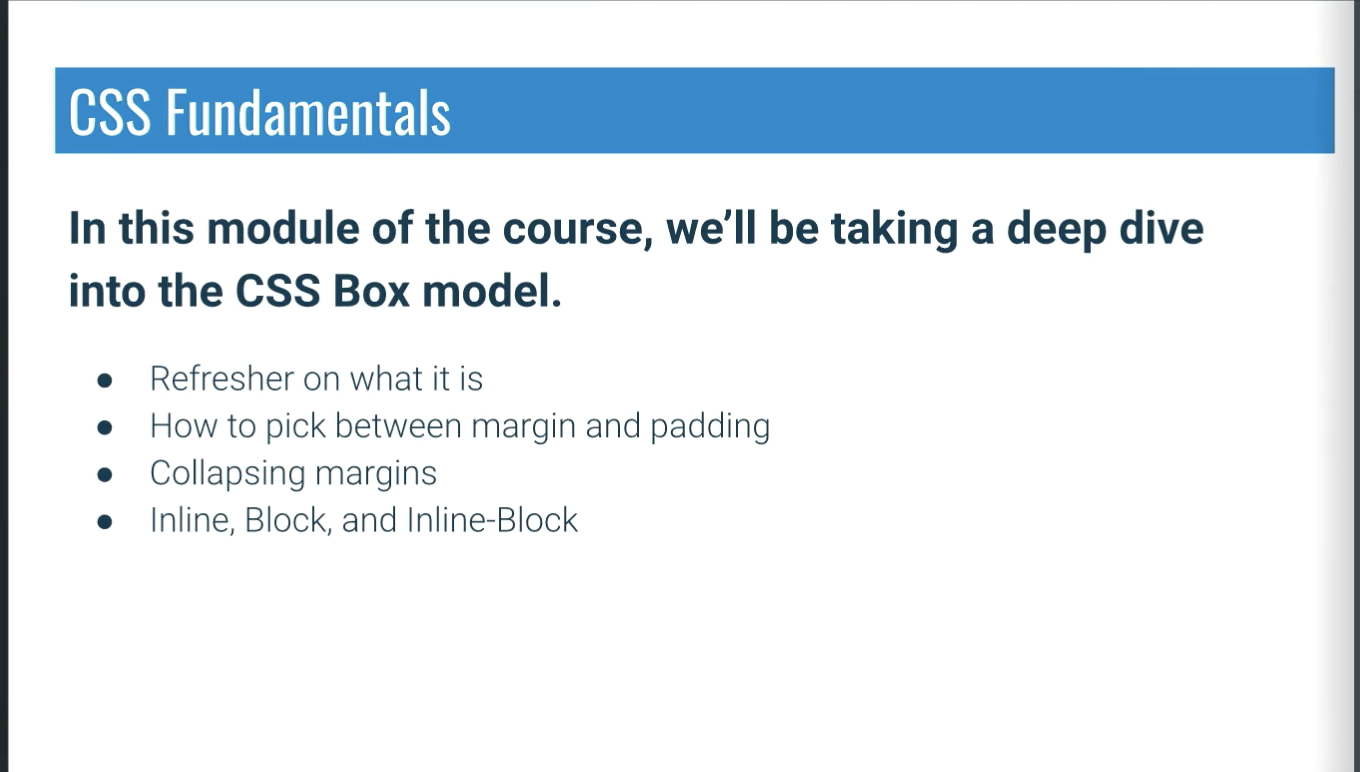 CSS Fundamentals
In this module of the course, we’ll be taking a deep dive
into the CSS Box model.
● Refresher on what it is
● How to pick between margin and padding
● Collapsing margins
● Inline, Block, and Inline-Block